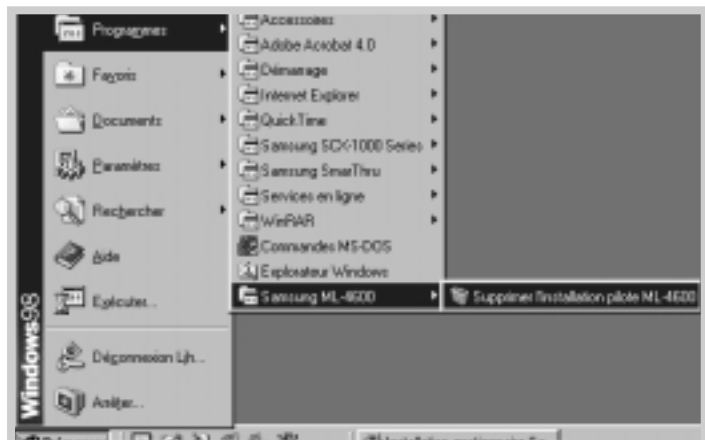 Programmes
Favoris
Documents
Paramètres
Rechercher
Aide
Exécuter...
Déconnexion Ljh...
Arrêter...
Windows98
Accessoires
Adobe Acrobat 4.0
Démarrage
Internet Explorer
QuickTime
Samsung SCX-1000 Series
Samsung SmarThru
Services en ligne
WinRAR
Commandes MS-DOS
Explorateur Windows
Samsung ML-4600
Supprimer l'installation pilote ML-4600